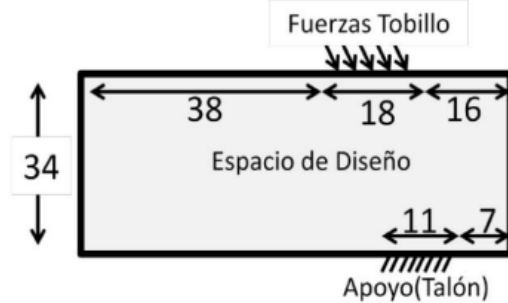 Fuerzas Tobillo
38 18 16
34
Espacio de Diseño
11 7
Apoyo(Talón)